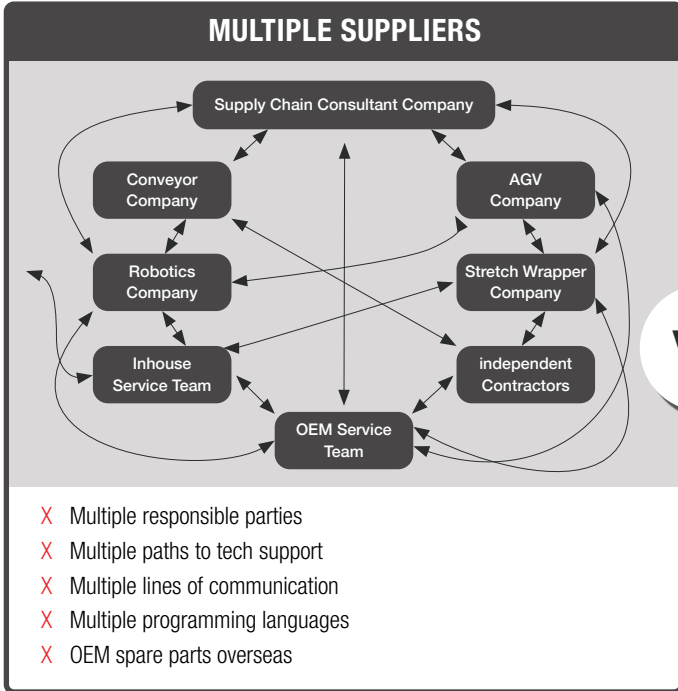 MULTIPLE SUPPLIERS
Supply Chain Consultant Company
Conveyor
Company
AGV
Company
Robotics
Company
Stretch Wrapper
Company
Inhouse
Service Team
independent
Contractors
OEM Service
Team
X Multiple responsible parties
X Multiple paths to tech support
X Multiple lines of communication
X Multiple programming languages
X OEM spare parts overseas